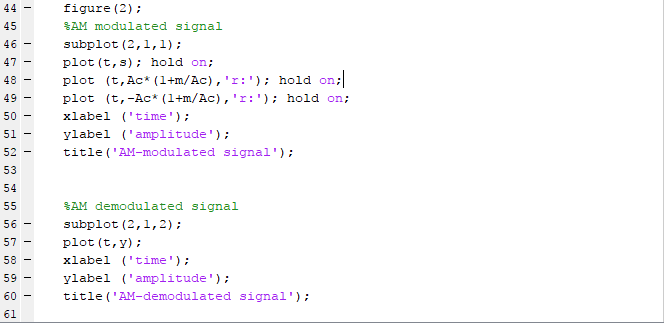 44 – figure(2);
45 %AM modulated signal
46 – subplot(2,1,1);
47 – plot(t,s); hold on;
48 – plot (t,Ac*(1+m/Ac),'r:'); hold on;
49 – plot (t,-Ac*(1+m/Ac),'r:'); hold on;
50 – xlabel ('time');
51 – ylabel ('amplitude');
52 – title('AM-modulated signal');
53
54
55 %AM demodulated signal
56 – subplot(2,1,2);
57 – plot(t,y);
58 – xlabel ('time');
59 – ylabel ('amplitude');
60 – title('AM-demodulated signal');
61